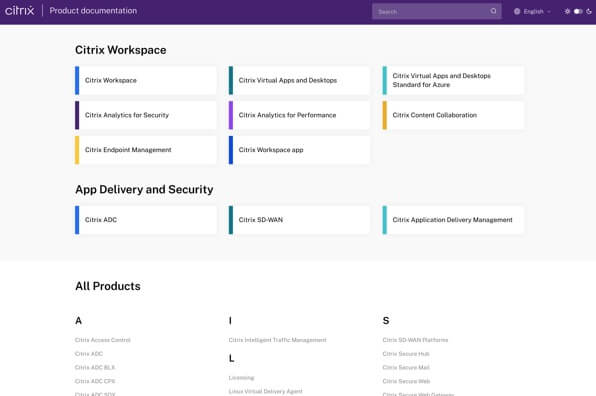 citrix | Product documentation
Search
English
Citrix Workspace
Citrix Workspace
Citrix Virtual Apps and Desktops
Citrix Virtual Apps and Desktops
Standard for Azure
Citrix Analytics for Security
Citrix Analytics for Performance
Citrix Content Collaboration
Citrix Endpoint Management
Citrix Workspace app
App Delivery and Security
Citrix ADC
Citrix SD-WAN
Citrix Application Delivery Management
All Products
A
Citrix Access Control
Citrix ADC
Citrix ADC BLX
Citrix ADC CPX
Citrix ADC SDX
I
Citrix Intelligent Traffic Management
L
Licensing
Linux Virtual Delivery Agent
S
Citrix SD-WAN Platforms
Citrix Secure Hub
Citrix Secure Mail
Citrix Secure Web
Citrix Secure Web Gateway